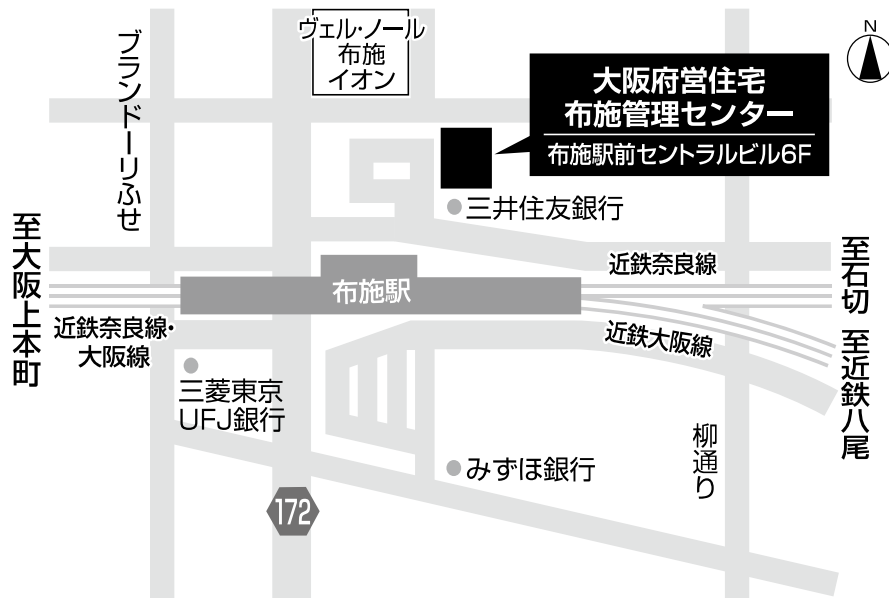 ヴェル・ノール
布施
イオン
N
ブランドーリふせ
大阪府営住宅
布施管理センター
布施駅前セントラルビル6F
三井住友銀行
至大阪上本町
近鉄奈良線
至石切
布施駅
近鉄奈良線・
大阪線
近鉄大阪線
至近鉄八尾
三菱東京
UFJ銀行
柳通り
みずほ銀行
172